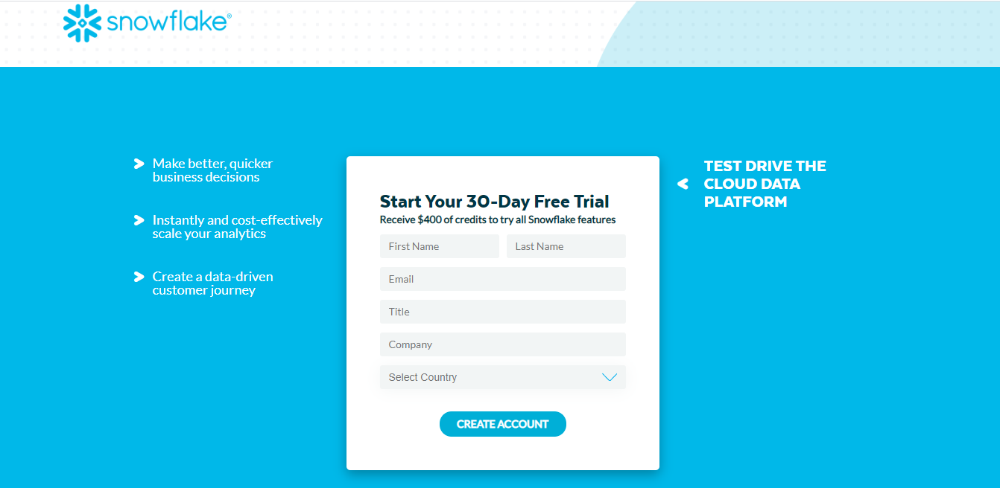 snowflake®
Make better, quicker
business decisions
Instantly and cost-effectively
scale your analytics
Create a data-driven
customer journey
Start Your 30-Day Free Trial
Receive $400 of credits to try all Snowflake features
First Name
Last Name
Email
Title
Company
Select Country
CREATE ACCOUNT
TEST DRIVE THE
CLOUD DATA
PLATFORM